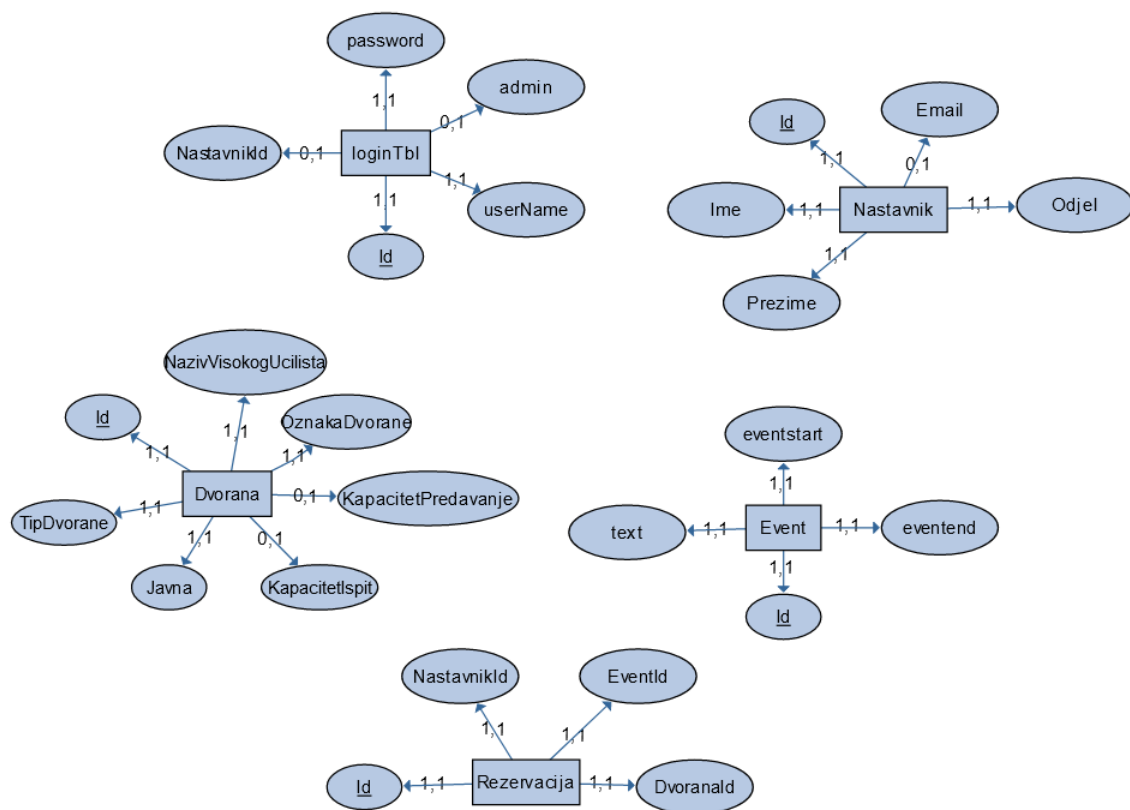 password
1,1
admin
0,1
NastavnikId
0,1
loginTbl
1,1
userName
1,1
Id
Email
Id
0,1
1,1
Ime
1,1
Nastavnik
1,1
Odjel
1,1
Prezime
NazivVisokogUcilista
Id
1,1
OznakaDvorane
1,1
1,1
Dvorana
0,1
KapacitetPredavanje
TipDvorane
1,1
1,1
0,1
Javna
KapacitetIspit
eventstart
1,1
text
1,1
Event
1,1
eventend
1,1
Id
NastavnikId
EventId
1,1
1,1
Id
1,1
Rezervacija
1,1
DvoranaId